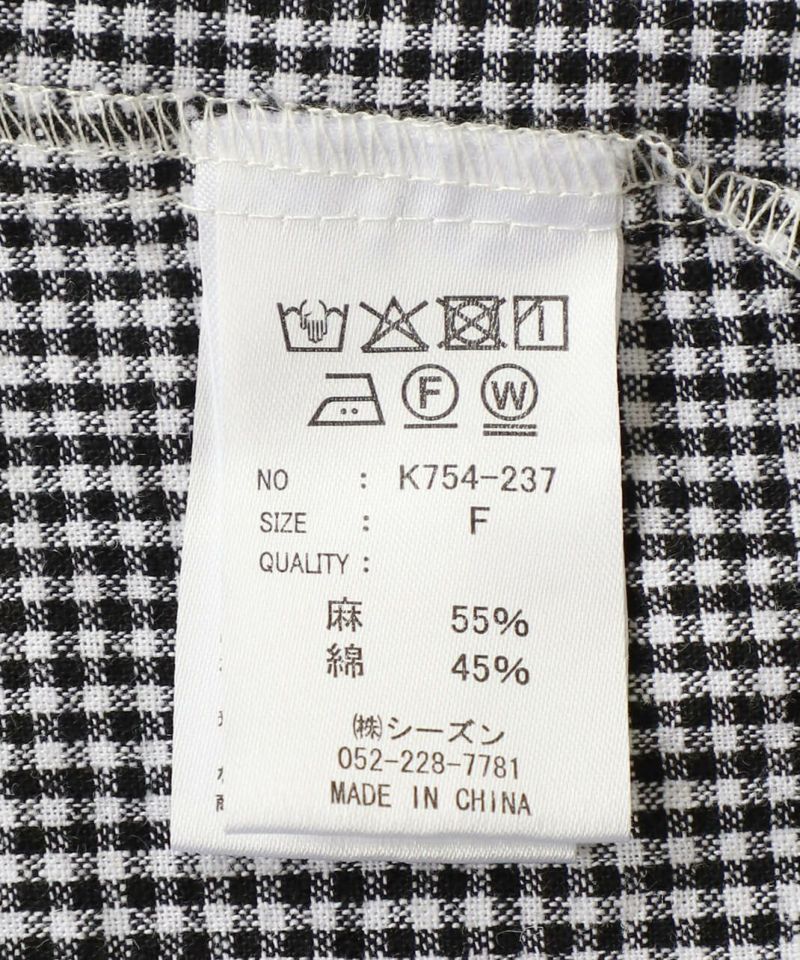 F W
NO : K754-237
SIZE : F
QUALITY :
麻 55%
綿 45%
㈱シーズン
052-228-7781
MADE IN CHINA